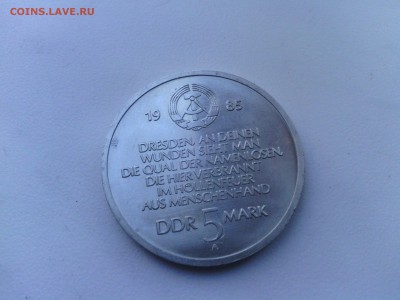 COINS.LAVE.RU
19 85
DRESDEN, AN DEINEN
WUNDEN SIEHT MAN
DIE QUAL DER NAMENLOSEN,
DIE HIER VERBRANNT
IM HÖLLENFEUER
AUS MENSCHENHAND
DDR 5 MARK
A